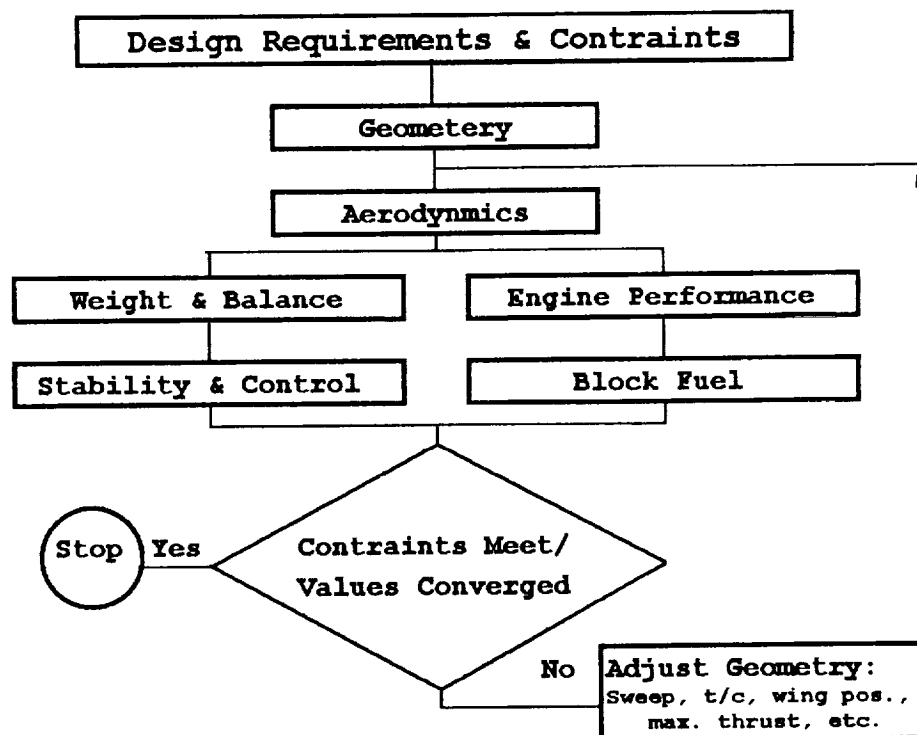 Design Requirements & Contraints
Geometery
Aerodynmics
Weight & Balance
Engine Performance
Stability & Control
Block Fuel
Stop
Yes
Contraints Meet/
Values Converged
No
Adjust Geometry:
Sweep, t/c, wing pos.,
max. thrust, etc.